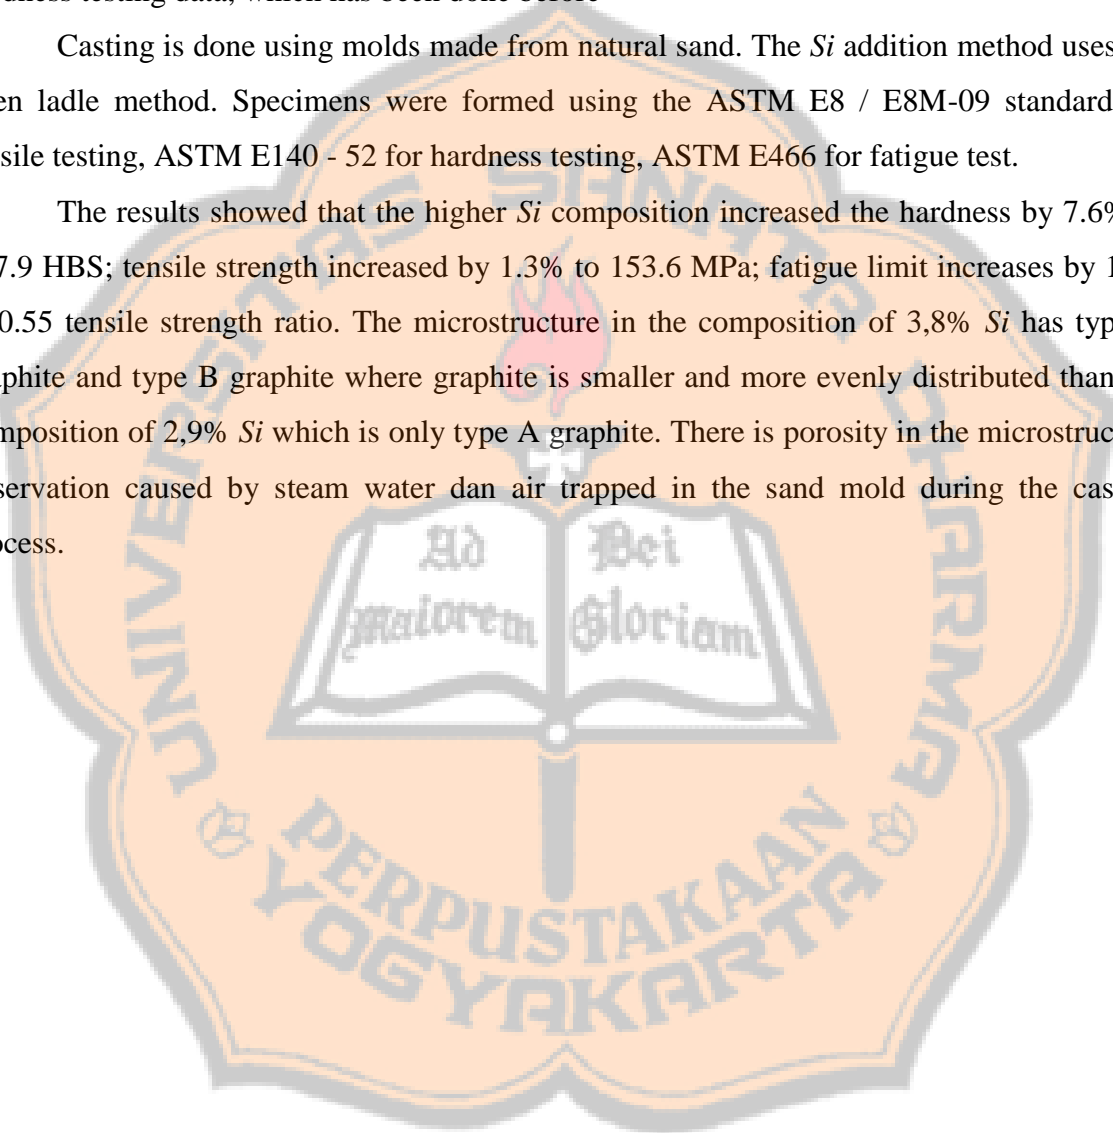 testing data, which has been done before
Casting is done using molds made from natural sand. The Si addition method uses
en ladle method. Specimens were formed using the ASTM E8 / E8M-09 standard
sile testing, ASTM E140 - 52 for hardness testing, ASTM E466 for fatigue test.
The results showed that the higher Si composition increased the hardness by 7.6%
7.9 HBS; tensile strength increased by 1.3% to 153.6 MPa; fatigue limit increases by 1
0.55 tensile strength ratio. The microstructure in the composition of 3,8% Si has typ
aphite and type B graphite where graphite is smaller and more evenly distributed than
mposition of 2,9% Si which is only type A graphite. There is porosity in the microstruc
servation caused by steam water dan air trapped in the sand mold during the cas
ocess.
UNIVERSITAS SANATA DHARMA
Ad Dei
maiorem Gloriam
PERPUSTAKAAN
YOGYAKARTA